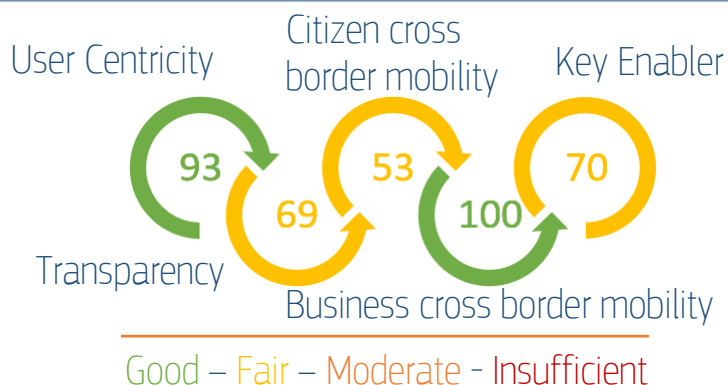 User Centricity
Citizen cross
border mobility
Key Enabler
93
69
53
100
70
Transparency
Business cross border mobility
Good – Fair – Moderate - Insufficient